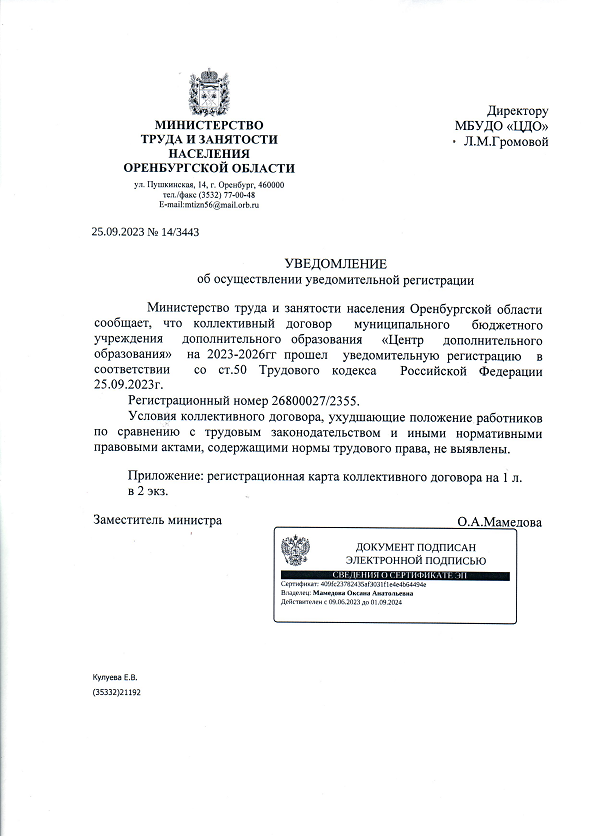 МИНИСТЕРСТВО
ТРУДА И ЗАНЯТОСТИ
НАСЕЛЕНИЯ
ОРЕНБУРГСКОЙ ОБЛАСТИ
ул. Пушкинская, 14, г. Оренбург, 460000
тел./факс (3532) 77-00-48
E-mail:mtizn56@mail.orb.ru
Директору
МБУДО «ЦДО»
Л.М.Громовой
25.09.2023 № 14/3443
УВЕДОМЛЕНИЕ
об осуществлении уведомительной регистрации
Министерство труда и занятости населения Оренбургской области
сообщает, что коллективный договор муниципального бюджетного
учреждения дополнительного образования «Центр дополнительного
образования» на 2023-2026гг прошел уведомительную регистрацию в
соответствии со ст.50 Трудового кодекса Российской Федерации
25.09.2023г.
Регистрационный номер 26800027/2355.
Условия коллективного договора, ухудшающие положение работников
по сравнению с трудовым законодательством и иными нормативными
правовыми актами, содержащими нормы трудового права, не выявлены.
Приложение: регистрационная карта коллективного договора на 1 л.
в 2 экз.
Заместитель министра О.А.Мамедова
ДОКУМЕНТ ПОДПИСАН
ЭЛЕКТРОННОЙ ПОДПИСЬЮ
СВЕДЕНИЯ О СЕРТИФИКАТЕ ЭП
Сертификат: 409fc23782435af3031f1e4e4b64494e
Владелец: Мамедова Оксана Анатольевна
Действителен с 09.06.2023 до 01.09.2024
Кулуева Е.В.
(35332)21192